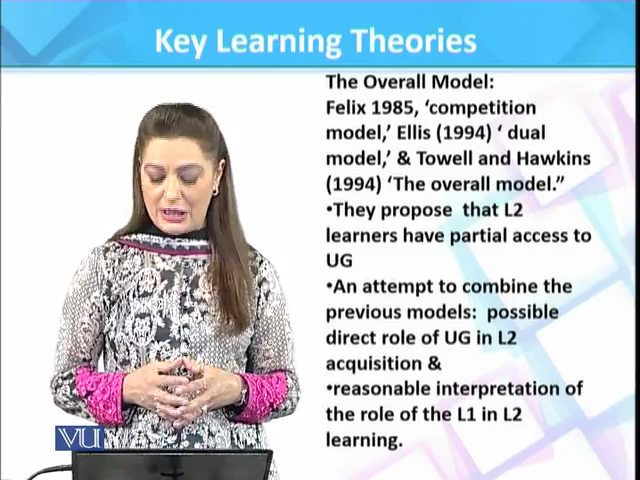 Key Learning Theories
The Overall Model:
Felix 1985, ‘competition
model,’ Ellis (1994) ‘ dual
model,’ & Towell and Hawkins
(1994) ‘The overall model.”
•They propose  that L2
learners have partial access to
UG
•An attempt to combine the
previous models:  possible
direct role of UG in L2
acquisition &
•reasonable interpretation of
the role of the L1 in L2
learning.
VU